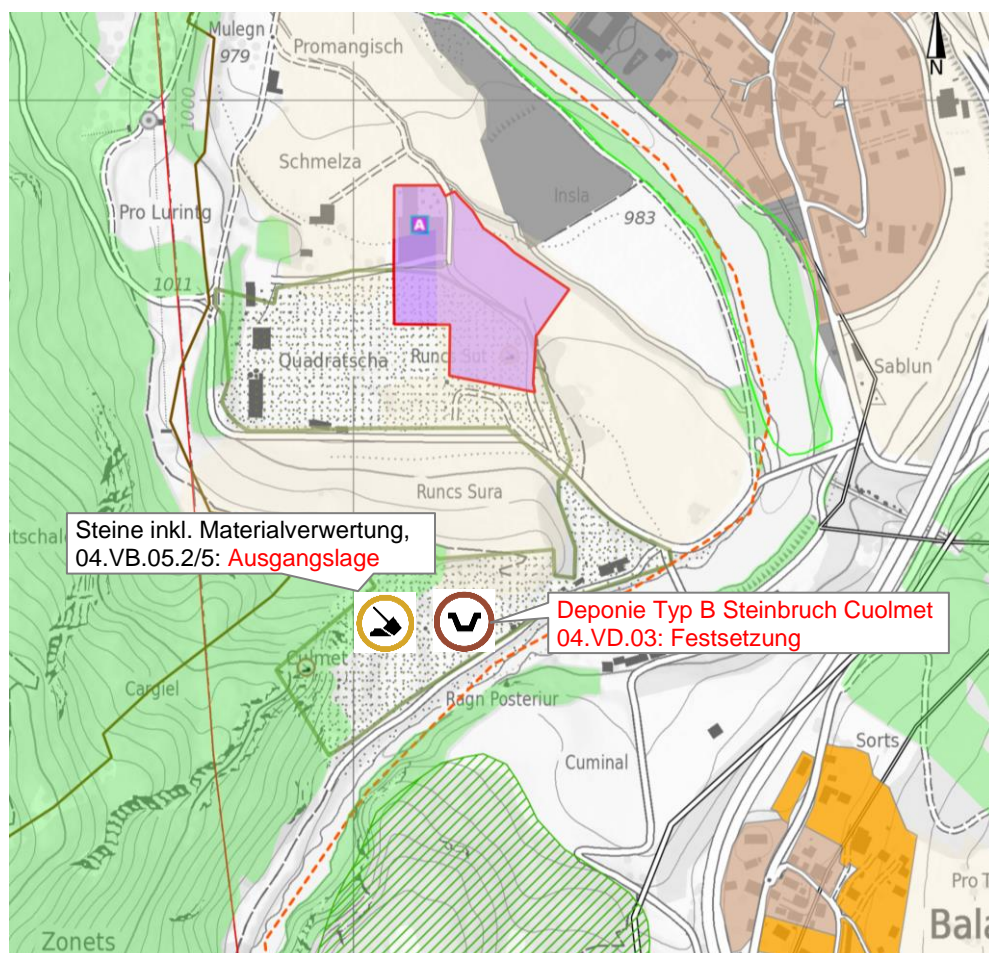 Mulegn
979
Promangisch
N
1000
Schmelza
Insla
Pro Luringt
A
983
1011
Quadratscha
Runcs Sut
Sablun
Runcs Sura
Steine inkl. Materialverwertung,
04.VB.05.2/5: Ausgangslage
Deponie Typ B Steinbruch Cuolmet
04.VD.03: Festsetzung
Culmet
Cargiel
Ragn Posteriur
Cuminal
Sorts
Pro T
Bala
Zonets